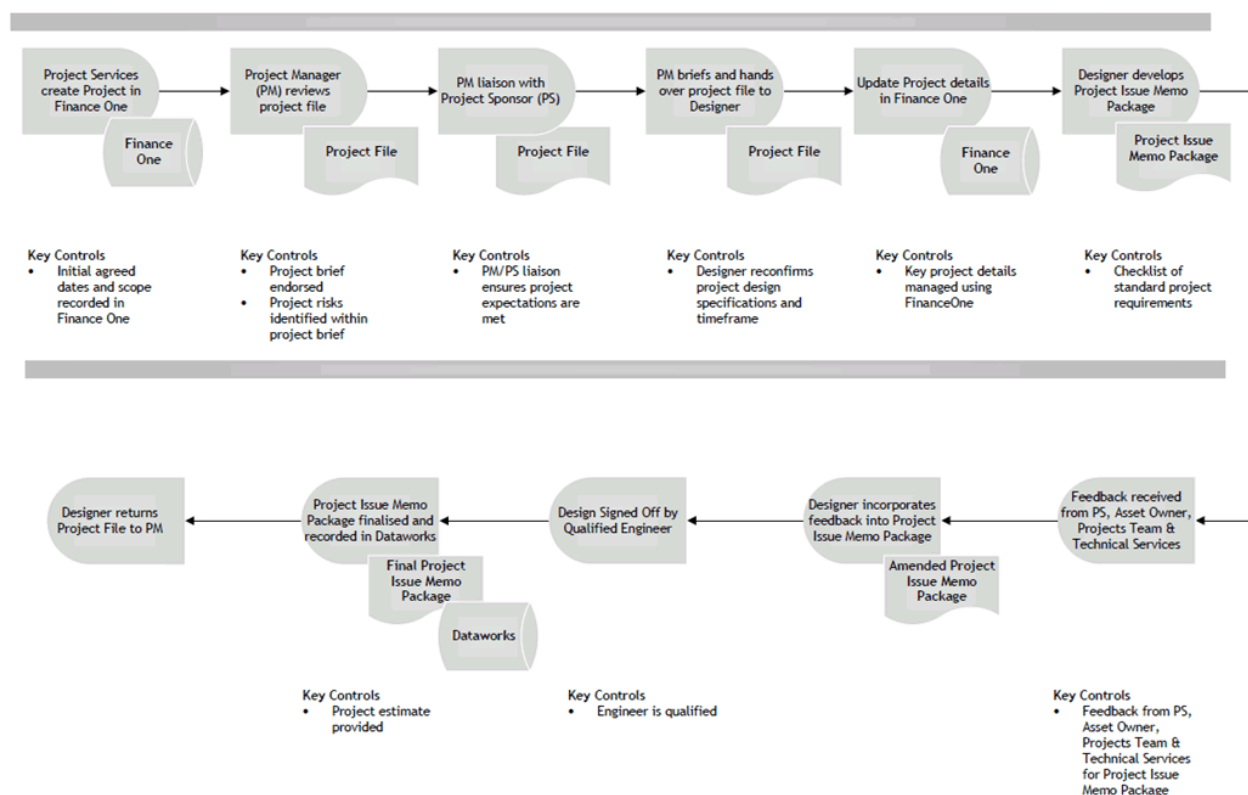 Project Services
create Project in
Finance One
Finance
One
Project Manager
(PM) reviews
project file
Project File
PM liaison with
Project Sponsor (PS)
Project File
PM briefs and hands
over project file to
Designer
Project File
Update Project details
in Finance One
Finance
One
Designer develops
Project Issue Memo
Package
Project Issue
Memo Package
Key Controls
• Initial agreed
dates and scope
recorded in
Finance One
Key Controls
• Project brief
endorsed
• Project risks
identified within
project brief
Key Controls
• PM/PS liaison
ensures project
expectations are
met
Key Controls
• Designer reconfirms
project design
specifications and
timeframe
Key Controls
• Key project details
managed using
FinanceOne
Key Controls
• Checklist of
standard project
requirements
Designer returns
Project File to PM
Project Issue Memo
Package finalised and
recorded in Dataworks
Final Project
Issue Memo
Package
Dataworks
Design Signed Off by
Qualified Engineer
Designer incorporates
feedback into Project
Issue Memo Package
Amended Project
Issue Memo
Package
Feedback received
from PS, Asset Owner,
Projects Team &
Technical Services
Key Controls
• Project estimate
provided
Key Controls
• Engineer is qualified
Key Controls
• Feedback from PS,
Asset Owner,
Projects Team &
Technical Services
for Project Issue
Memo Package